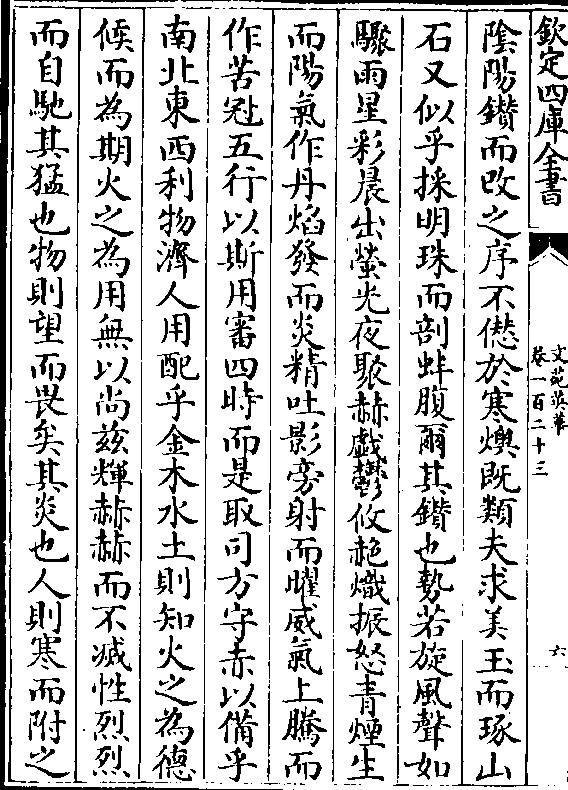 欽定四庫全書
文苑英華
卷一百二十三
六
陰陽鑚而改之序不愆於寒燠既類夫求美玉而琢山
石又似乎採明珠而剖蚌腹爾其鑽也勢若旋風聲如
驟雨星彩晨出螢光夜聚赫戯鬱攸赩熾振怒青煙生
而陽氣作丹焰發而炎精吐影旁射而曜威氣上騰而
作苦冠五行以斯用審四時而是取司方守赤以備乎
南北東西利物濟人用配乎金木水土則知火之為德
候而為期火之為用無以尚兹輝赫赫而不滅性烈烈
而自馳其猛也物則望而畏矣其炎也人則寒而附之